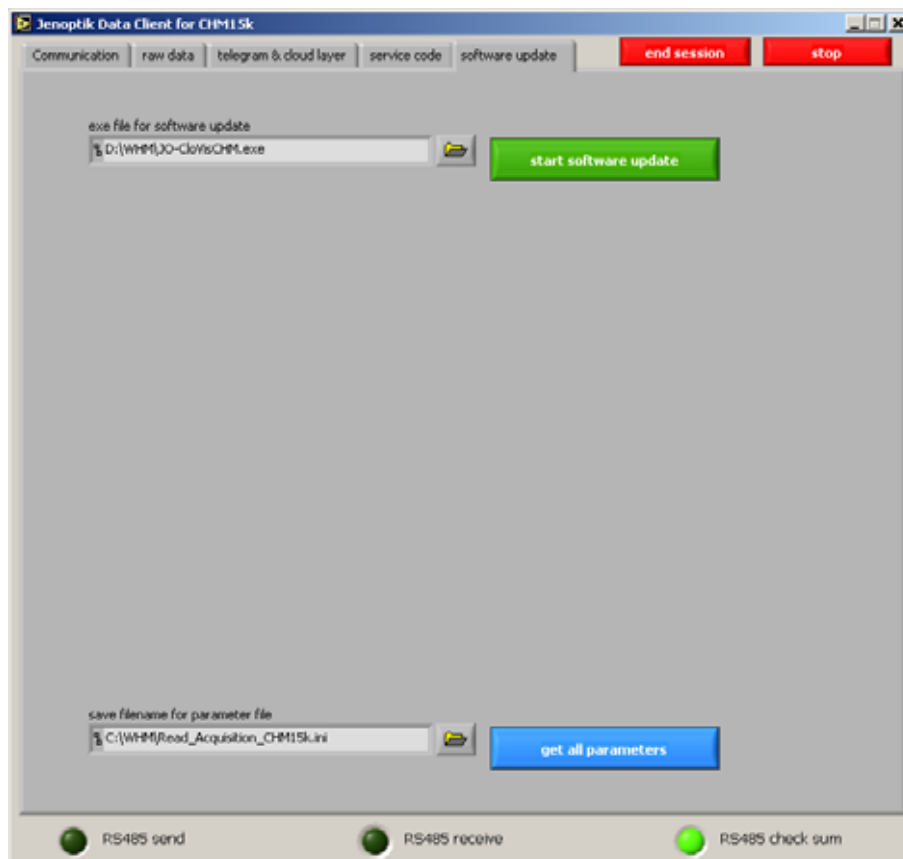 Jenoptik Data Client for CHM15k
Communication raw data telegram & cloud layer service code software update end session stop
exe file for software update
D:\WHM\JO-CloVisCHM.exe
start software update
save filename for parameter file
C:\WHM\Read_Acquisition_CHM15k.ini
get all parameters
RS485 send RS485 receive RS485 check sum